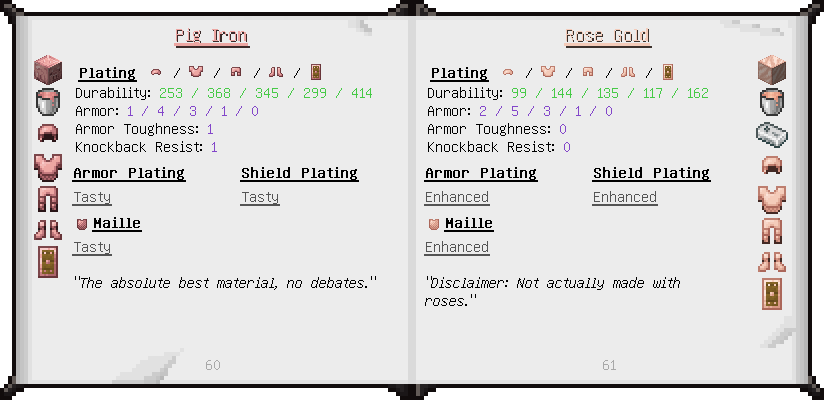 Pig Iron
Plating / / / /
Durability: 253 / 368 / 345 / 299 / 414
Armor: 1 / 4 / 3 / 1 / 0
Armor Toughness: 1
Knockback Resist: 1
Armor Plating
Tasty
Shield Plating
Tasty
Maille
Tasty
"The absolute best material, no debates."
60
Rose Gold
Plating / / / /
Durability: 99 / 144 / 135 / 117 / 162
Armor: 2 / 5 / 3 / 1 / 0
Armor Toughness: 0
Knockback Resist: 0
Armor Plating
Enhanced
Shield Plating
Enhanced
Maille
Enhanced
"Disclaimer: Not actually made with
roses."
61